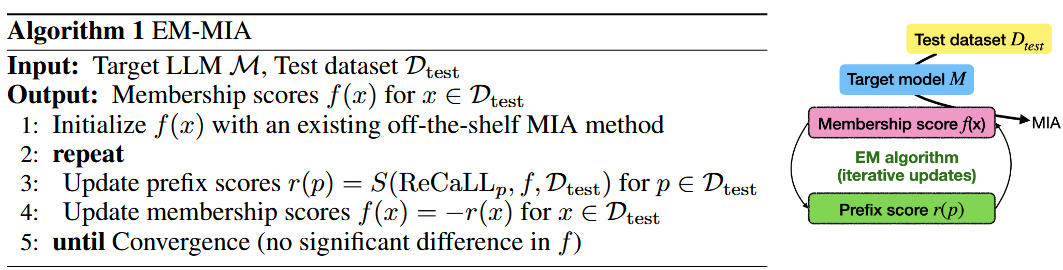 Algorithm 1 EM-MIA
Input: Target LLM $\mathcal{M}$, Test dataset $\mathcal{D}_{\text{test}}$
Output: Membership scores $f(x)$ for $x \in \mathcal{D}_{\text{test}}$
1: Initialize $f(x)$ with an existing off-the-shelf MIA method
2: repeat
3: Update prefix scores $r(p) = S(\text{ReCaLL}_p, f, \mathcal{D}_{\text{test}})$ for $p \in \mathcal{D}_{\text{test}}$
4: Update membership scores $f(x) = -r(x)$ for $x \in \mathcal{D}_{\text{test}}$
5: until Convergence (no significant difference in $f$)
Test dataset $D_{test}$
Target model $M$
Membership score $f(\mathbf{x})$
MIA
EM algorithm
(iterative updates)
Prefix score $r(p)$